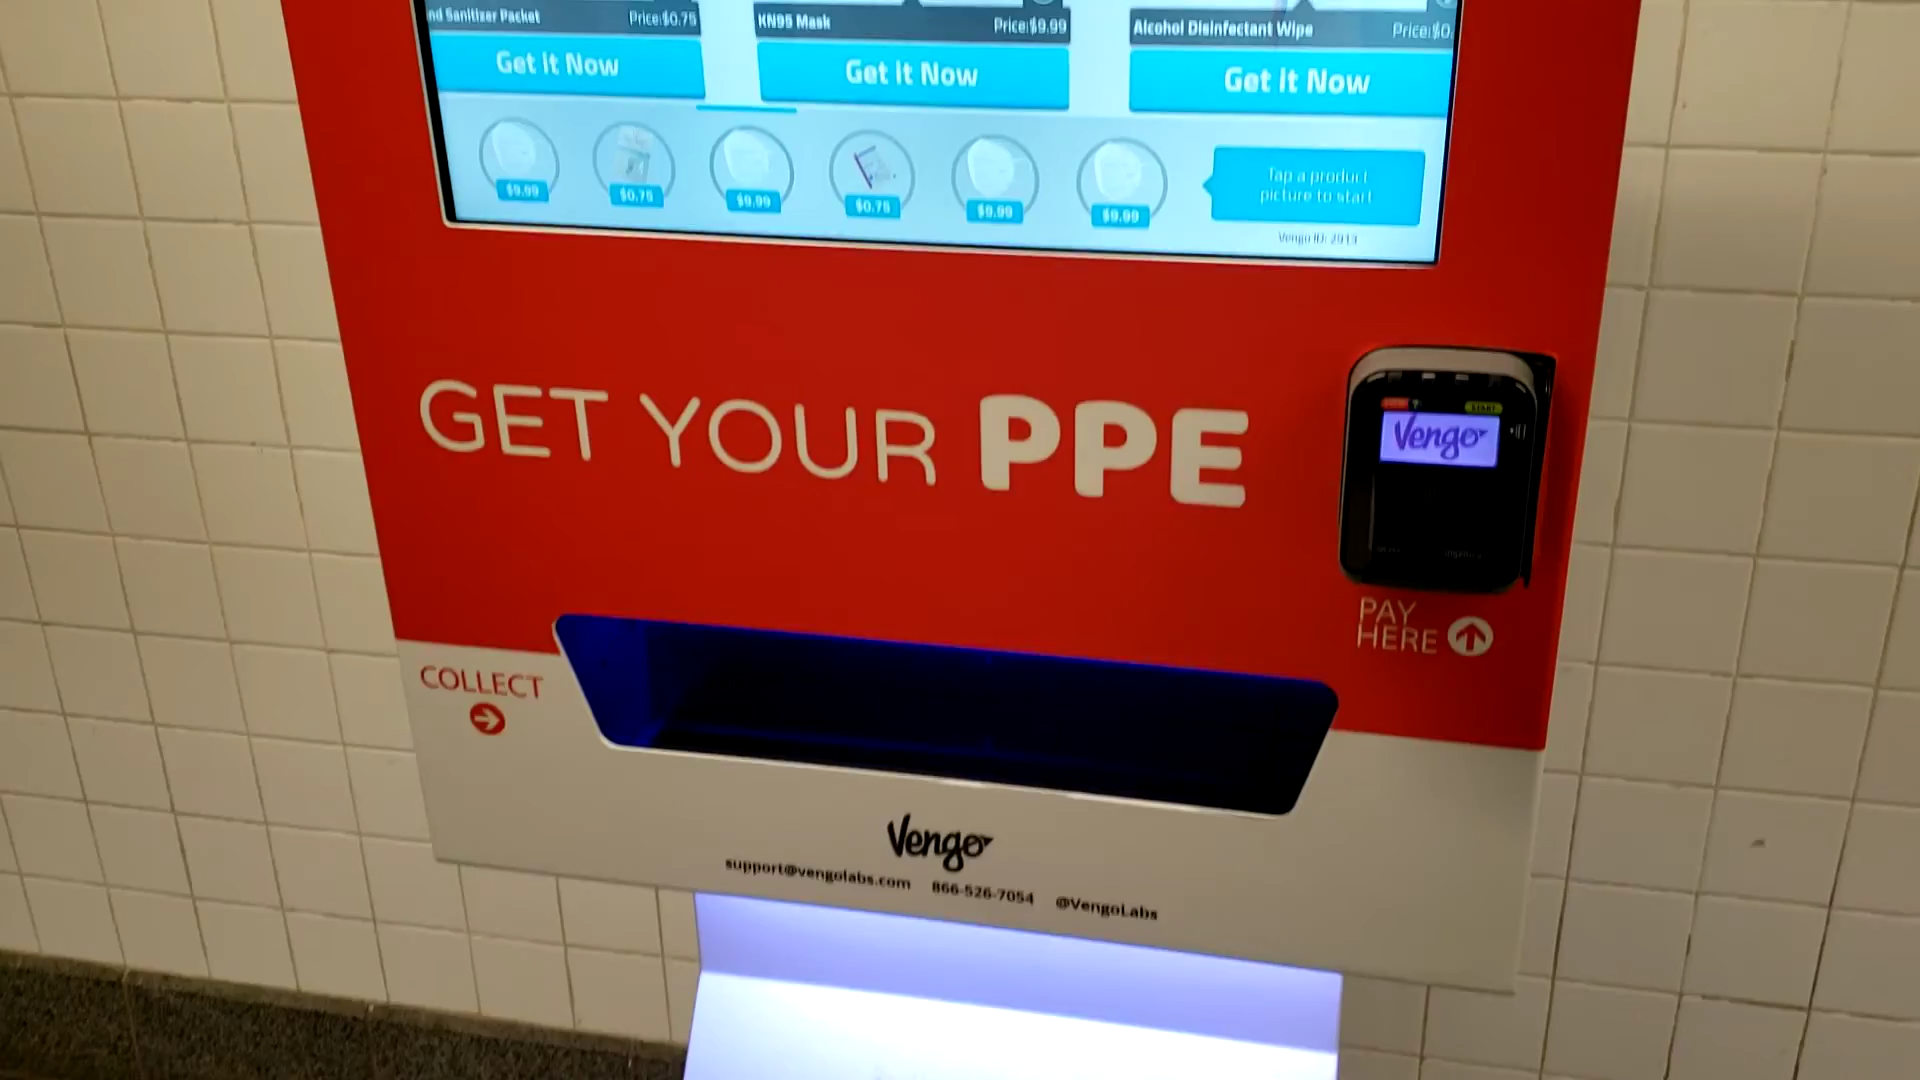 nd Sanitizer Packet Price:$0.75
KN95 Mask Price:$9.99
Alcohol Disinfectant Wipe Price:$0.
Get it Now
Get it Now
Get it Now
$9.99
$0.75
$9.99
$0.75
$9.99
$9.99
Tap a product
picture to start
Vengo ID: 2913
GET YOUR PPE
START
Vengo
PAY
HERE
COLLECT
Vengo
support@vengolabs.com 866-526-7054 @VengoLabs